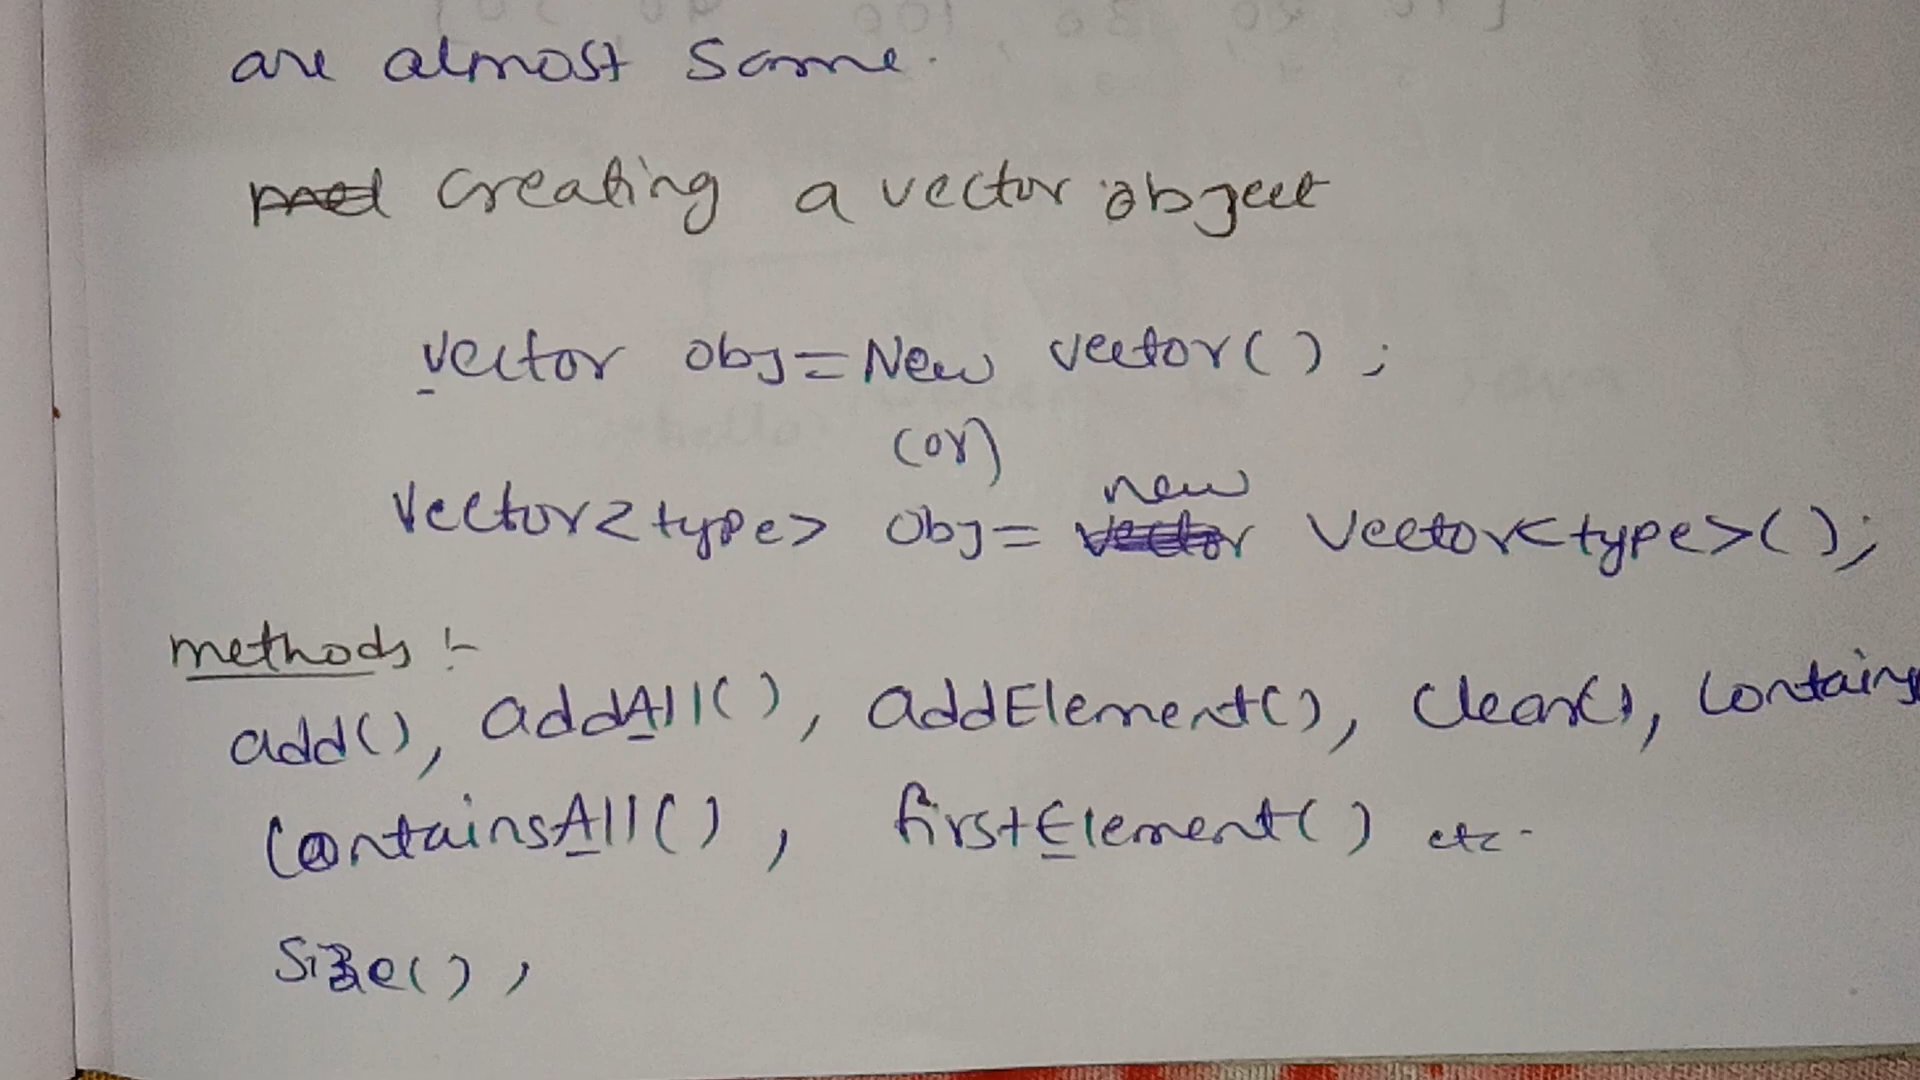 are almost same.
creating a vector object
vector obj = New vector() ;
(or)
new
Vector<type> obj = Vector<type>();
methods :-
add(), addAll(), addElement(), clear(), contains
containsAll() , firstElement() etc.
Size() ,